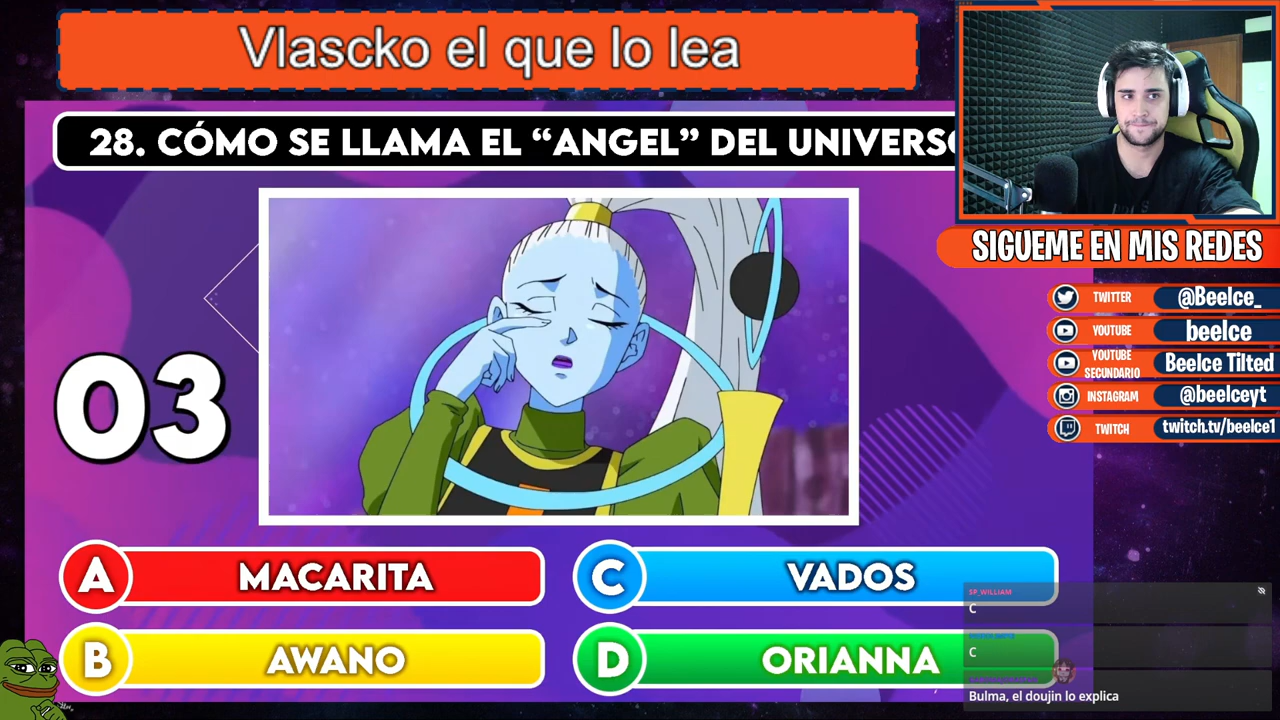 Vlascko el que lo lea
28. CÓMO SE LLAMA EL “ANGEL” DEL UNIVERSO
03
A MACARITA
C VADOS
B AWANO
D ORIANNA
SIGUEME EN MIS REDES
TWITTER @Beelce_
YOUTUBE beelce
YOUTUBE SECUNDARIO Beelce Tilted
INSTAGRAM @beelceyt
TWITCH twitch.tv/beelce1
SP_WILLIAM
C
C
Bulma, el doujin lo explica